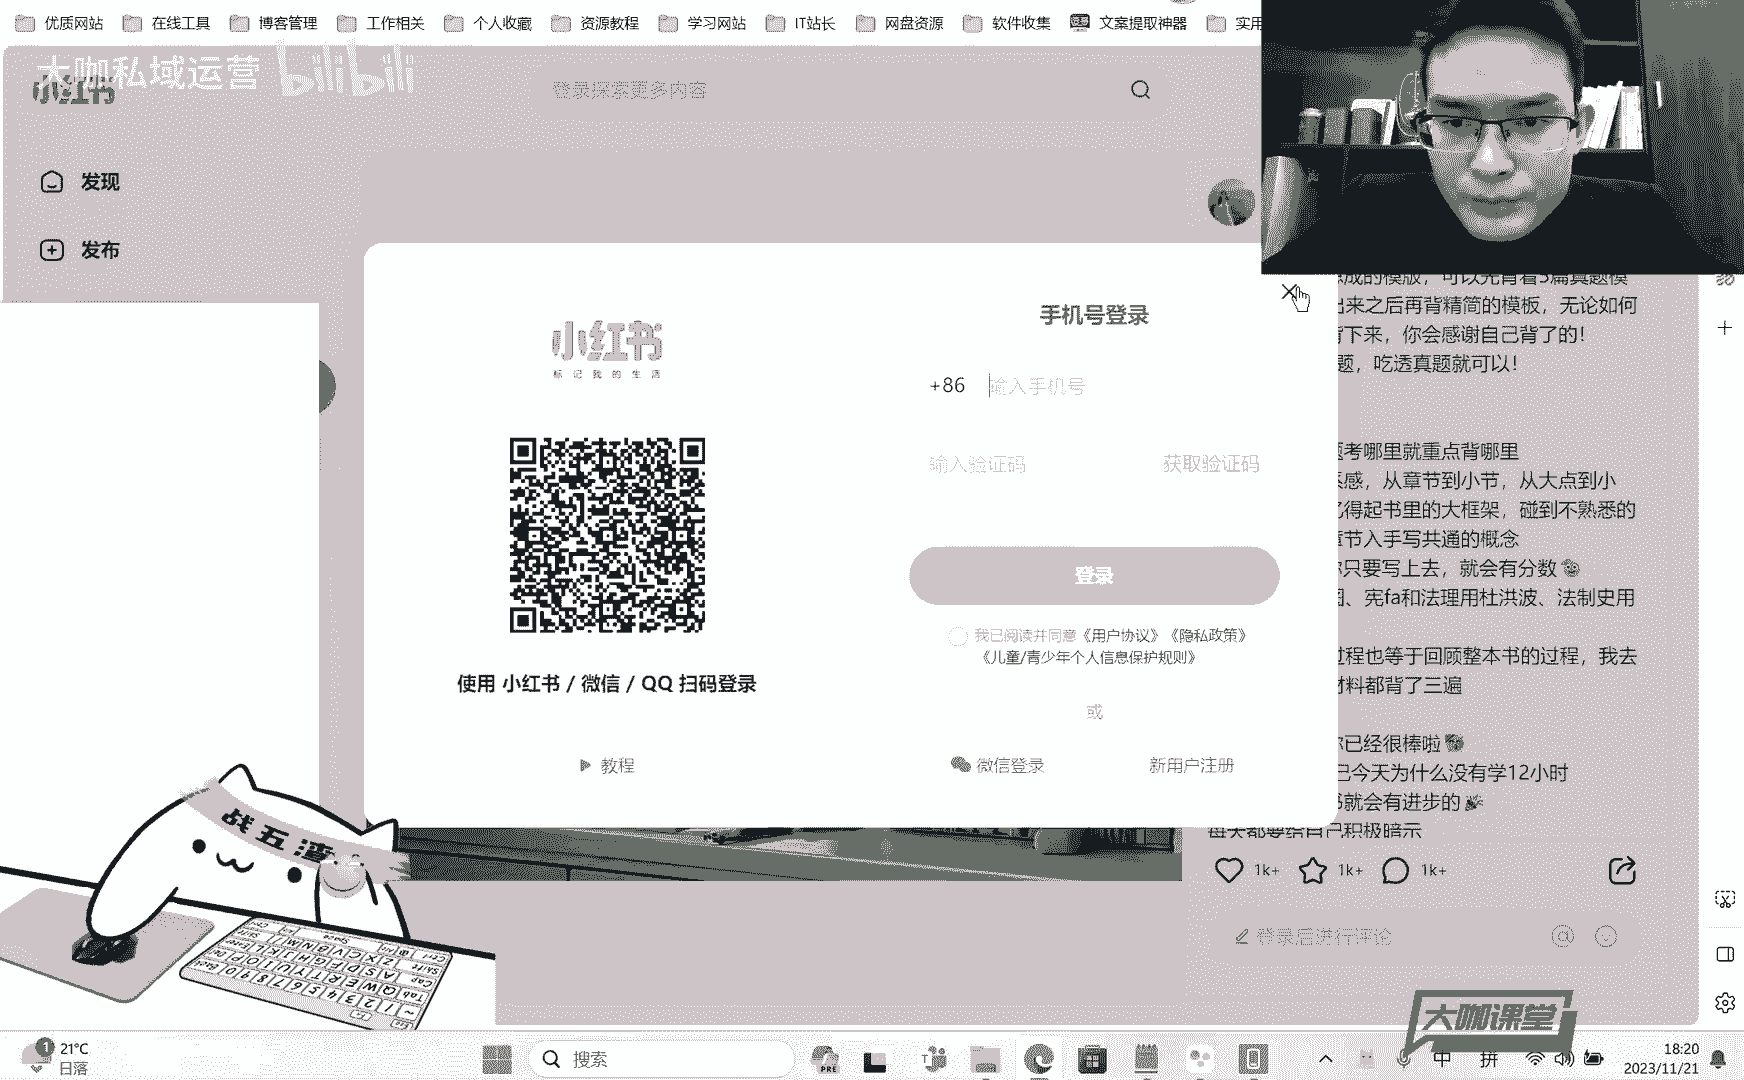 优质网站 在线工具 博客管理 工作相关 个人收藏 资源教程 学习网站 IT站长 网盘资源 软件收集 文案提取神器 实用
大咖私域运营 bilibili
小红书
登录探索更多内容
发现
发布
小红书
标记我的生活
使用 小红书 / 微信 / QQ 扫码登录
教程
手机号登录
+86 输入手机号
输入验证码 获取验证码
登录
我已阅读并同意《用户协议》《隐私政策》
《儿童/青少年个人信息保护规则》
或
微信登录 新用户注册
成的模版，可以先背着3篇真题模
出来之后再背精简的模板，无论如何
背下来，你会感谢自己背了的！
题，吃透真题就可以！
考哪里就重点背哪里
感，从章节到小节，从大点到小
记得起书里的大框架，碰到不熟悉的
章节入手写共通的概念
你只要写上去，就会有分数
、宪fa和法理用杜洪波、法制史用
过程也等于回顾整本书的过程，我去
材料都背了三遍
你已经很棒啦
己今天为什么没有学12小时
书就会有进步的
每天都要给自己积极暗示
1k+ 1k+ 1k+
登录后进行评论
战五渣
大咖课堂
1
21°C
日落
搜索
PRE
中 拼
18:20
2023/11/21